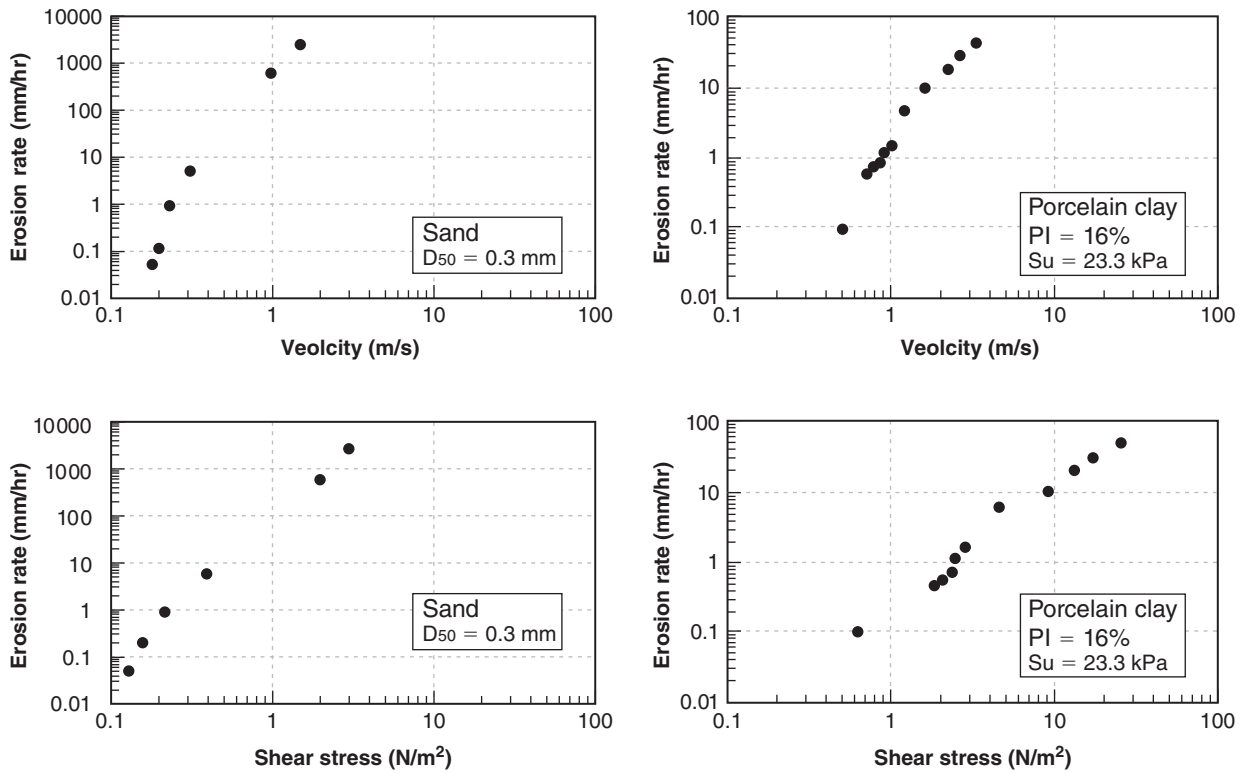 Erosion rate (mm/hr)
10000
1000
100
10
1
0.1
0.01
0.1
1
10
100
Veolcity (m/s)
Sand
D50 = 0.3 mm
Erosion rate (mm/hr)
100
10
1
0.1
0.01
0.1
1
10
100
Veolcity (m/s)
Porcelain clay
PI = 16%
Su = 23.3 kPa
Erosion rate (mm/hr)
10000
1000
100
10
1
0.1
0.01
0.1
1
10
100
Shear stress (N/m²)
Sand
D50 = 0.3 mm
Erosion rate (mm/hr)
100
10
1
0.1
0.01
0.1
1
10
100
Shear stress (N/m²)
Porcelain clay
PI = 16%
Su = 23.3 kPa